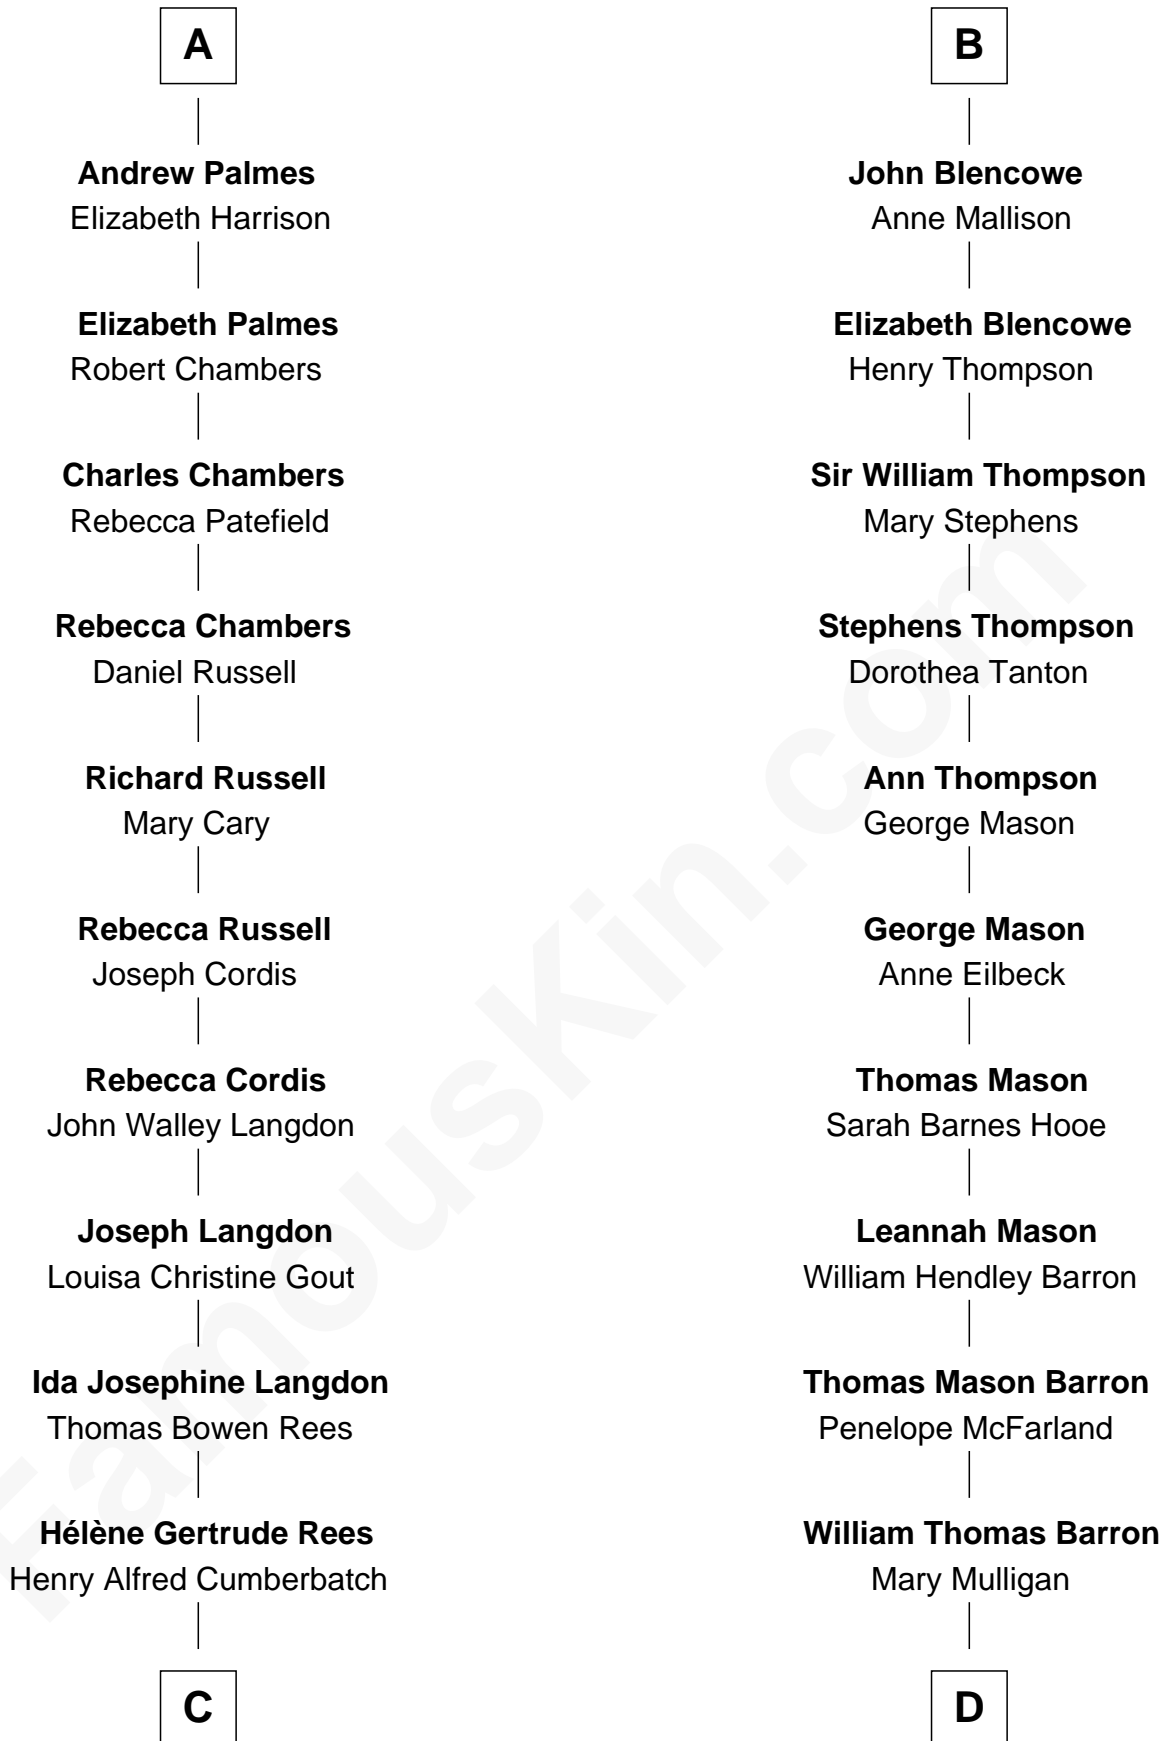 A
Andrew Palmes
Elizabeth Harrison
Elizabeth Palmes
Robert Chambers
Charles Chambers
Rebecca Patefield
Rebecca Chambers
Daniel Russell
Richard Russell
Mary Cary
Rebecca Russell
Joseph Cordis
Rebecca Cordis
John Walley Langdon
Joseph Langdon
Louisa Christine Gout
Ida Josephine Langdon
Thomas Bowen Rees
Hélène Gertrude Rees
Henry Alfred Cumberbatch
C
B
John Blencowe
Anne Mallison
Elizabeth Blencowe
Henry Thompson
Sir William Thompson
Mary Stephens
Stephens Thompson
Dorothea Tanton
Ann Thompson
George Mason
George Mason
Anne Eilbeck
Thomas Mason
Sarah Barnes Hooe
Leannah Mason
William Hendley Barron
Thomas Mason Barron
Penelope McFarland
William Thomas Barron
Mary Mulligan
D
FamousKin.com